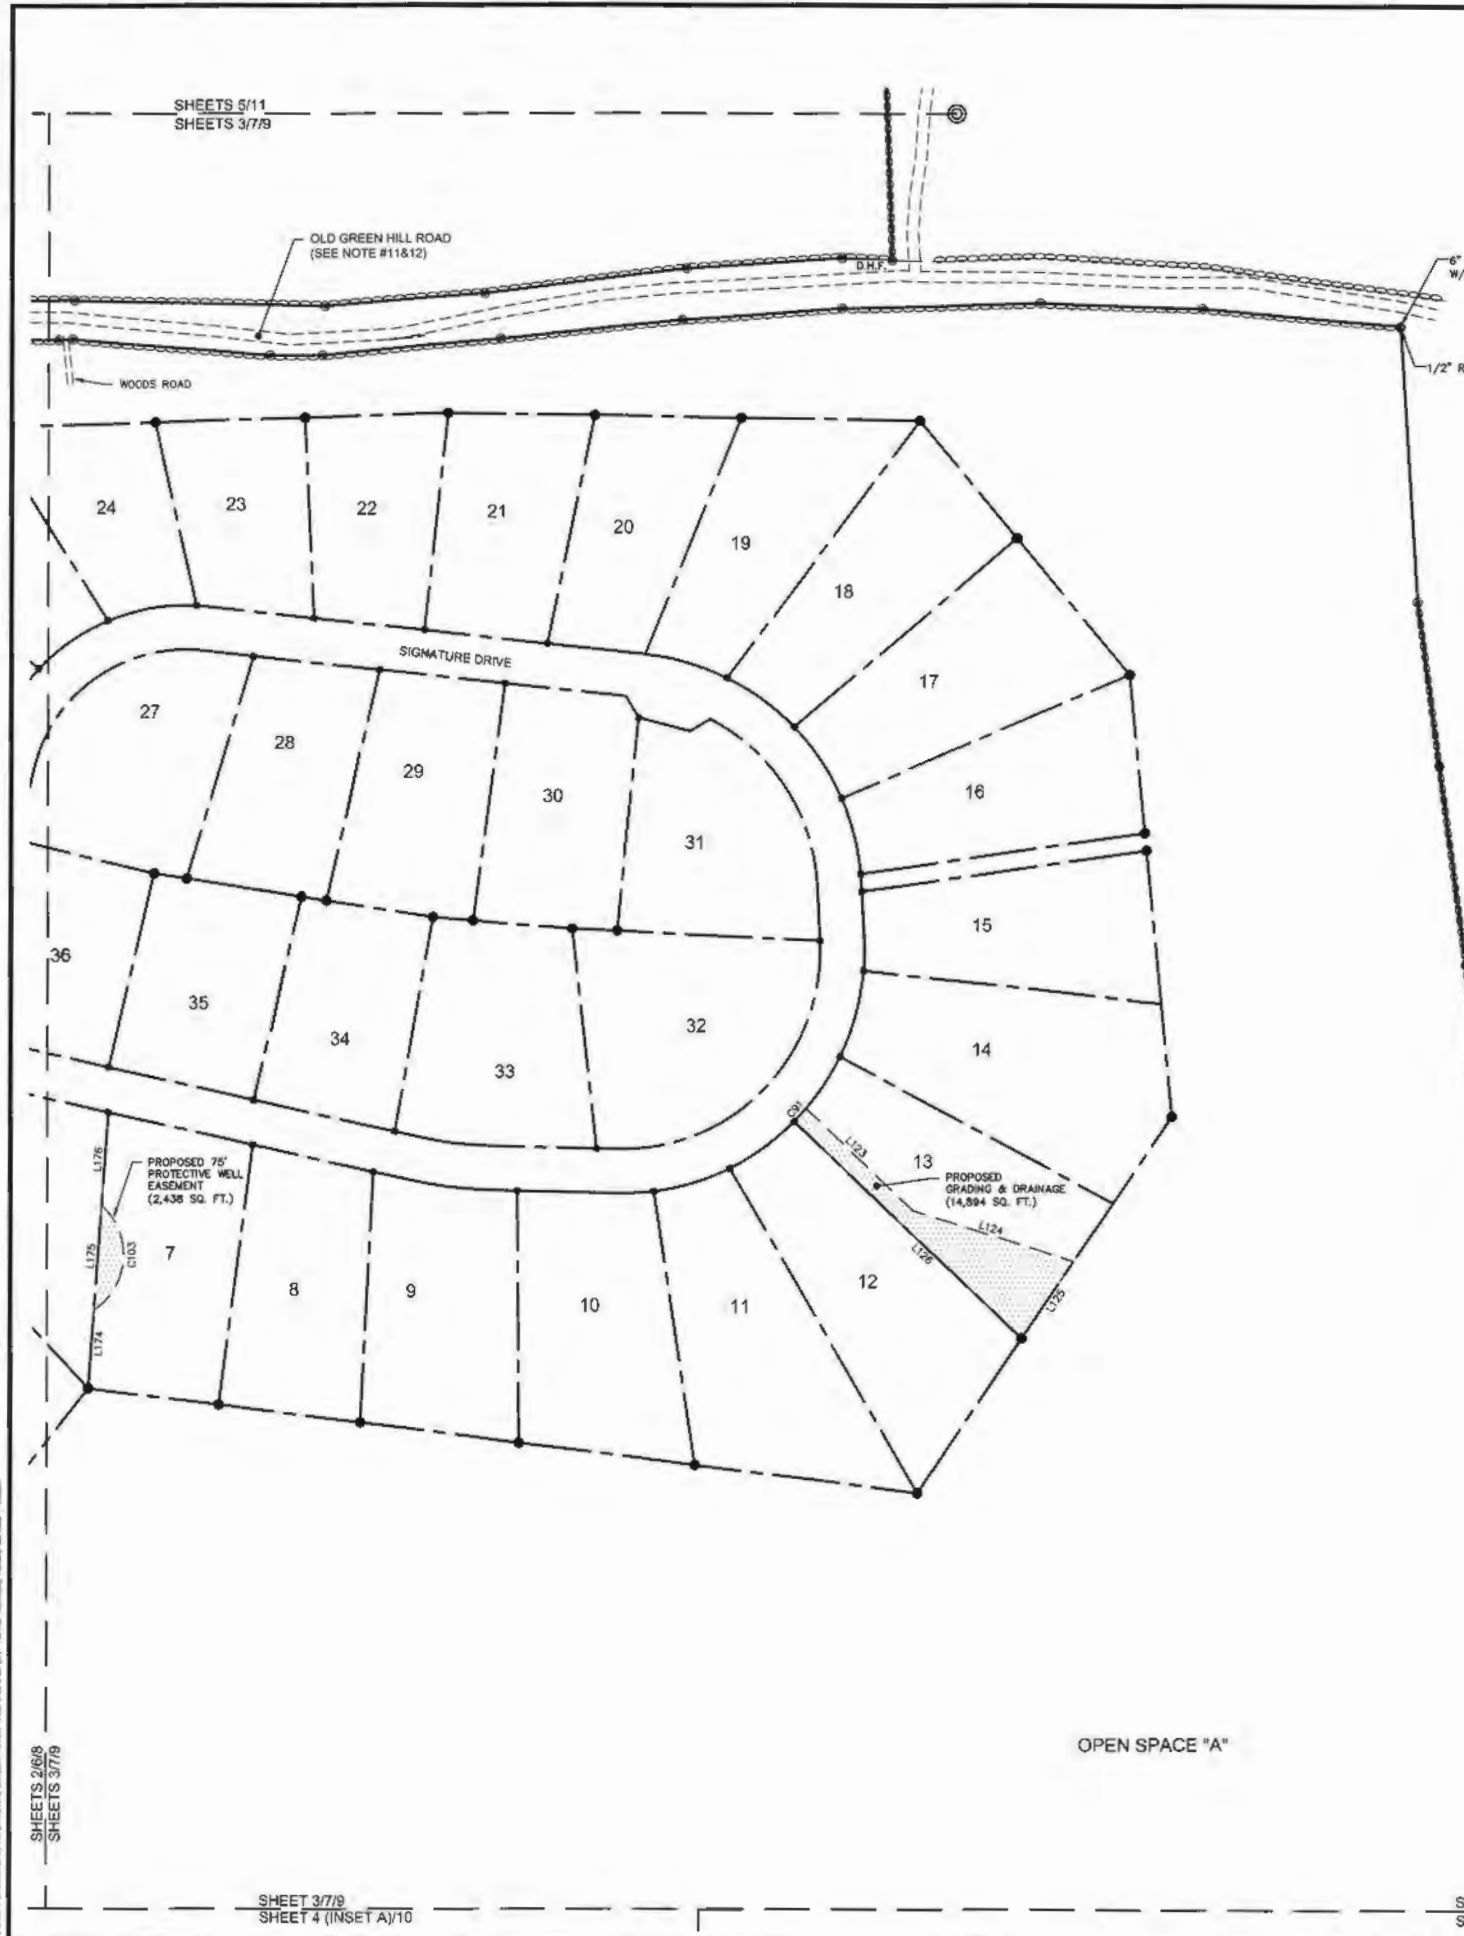 SHEETS 5/11
SHEETS 3/7/9
OLD GREEN HILL ROAD
(SEE NOTE #11&12)
D.H.F.
6"
W/
1/2" R
WOODS ROAD
24
23
22
21
20
19
18
17
16
15
14
13
12
11
10
9
8
7
SIGNATURE DRIVE
27
28
29
30
31
36
35
34
33
32
C91
L123
PROPOSED
GRADING & DRAINAGE
(14,894 SQ. FT.)
L124
L126
L125
L176
PROPOSED 75'
PROTECTIVE WELL
EASEMENT
(2,438 SQ. FT.)
L175
C103
L174
OPEN SPACE "A"
SHEETS 2/6/8
SHEETS 3/7/9
SHEET 3/7/9
SHEET 4 (INSET A)/10
S
S